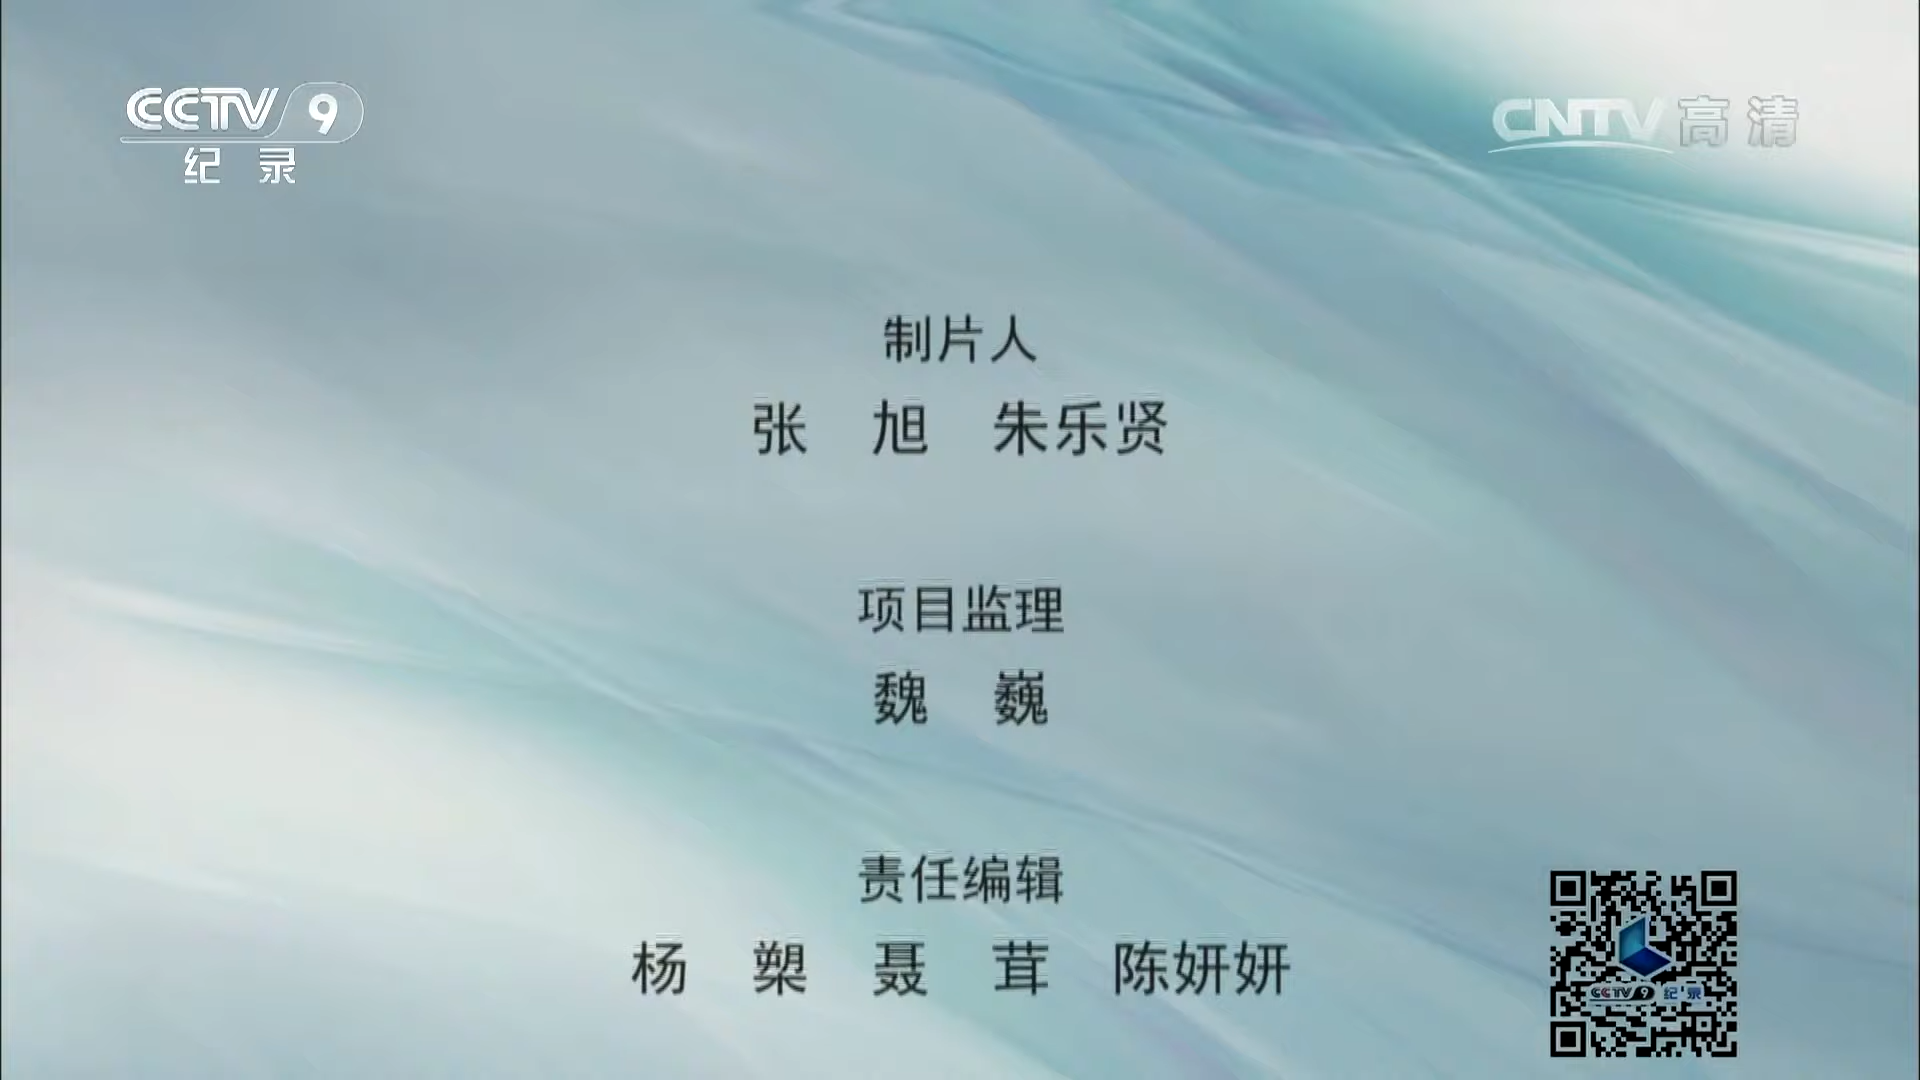 CCTV 9
纪 录
CNTV 高清
制片人
张 旭 朱乐贤
项目监理
魏 巍
责任编辑
杨 槊 聂 茸 陈妍妍
CCTV 9 纪录